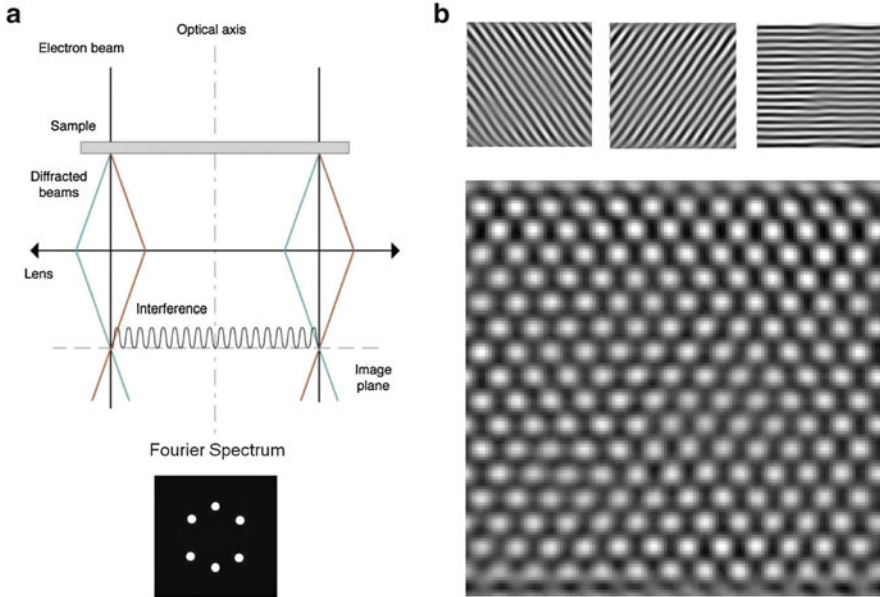 a
Optical axis
Electron beam
Sample
Diffracted
beams
Lens
Interference
Image
plane
Fourier Spectrum
b